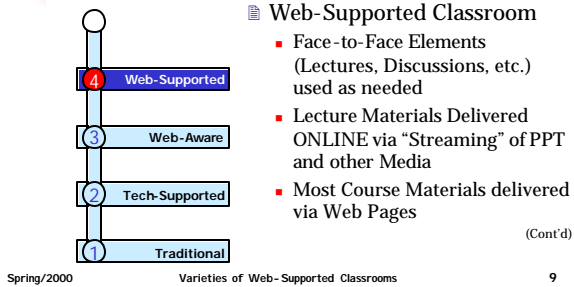 4 Web-Supported
3 Web-Aware
2 Tech-Supported
1 Traditional
Web-Supported Classroom
Face-to-Face Elements
(Lectures, Discussions, etc.)
used as needed
Lecture Materials Delivered
ONLINE via “Streaming” of PPT
and other Media
Most Course Materials delivered
via Web Pages
(Cont'd)
Spring/2000 Varieties of Web-Supported Classrooms 9